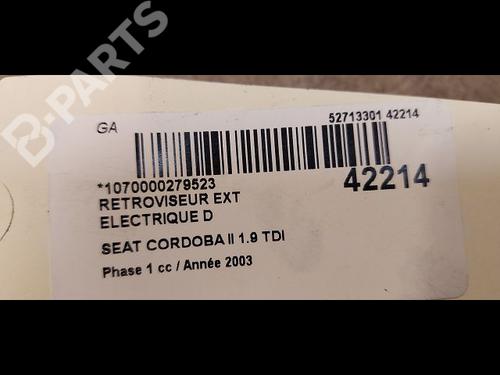 B-PARTS
GA
52713301 42214
*1070000279523
42214
RETROVISEUR EXT
ELECTRIQUE D
SEAT CORDOBA II 1.9 TDI
Phase 1 cc / Année 2003